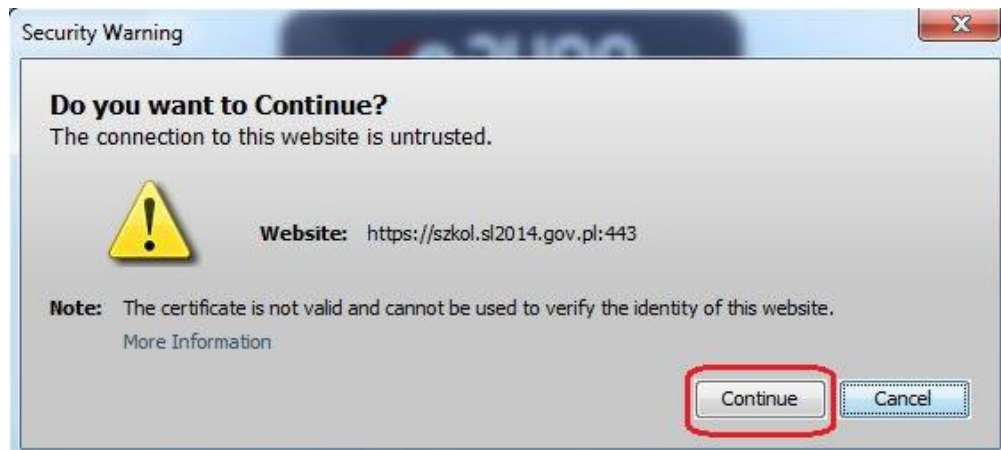 Security Warning
Do you want to Continue?
The connection to this website is untrusted.
Website: https://szkol.sl2014.gov.pl:443
Note: The certificate is not valid and cannot be used to verify the identity of this website.
More Information
Continue Cancel